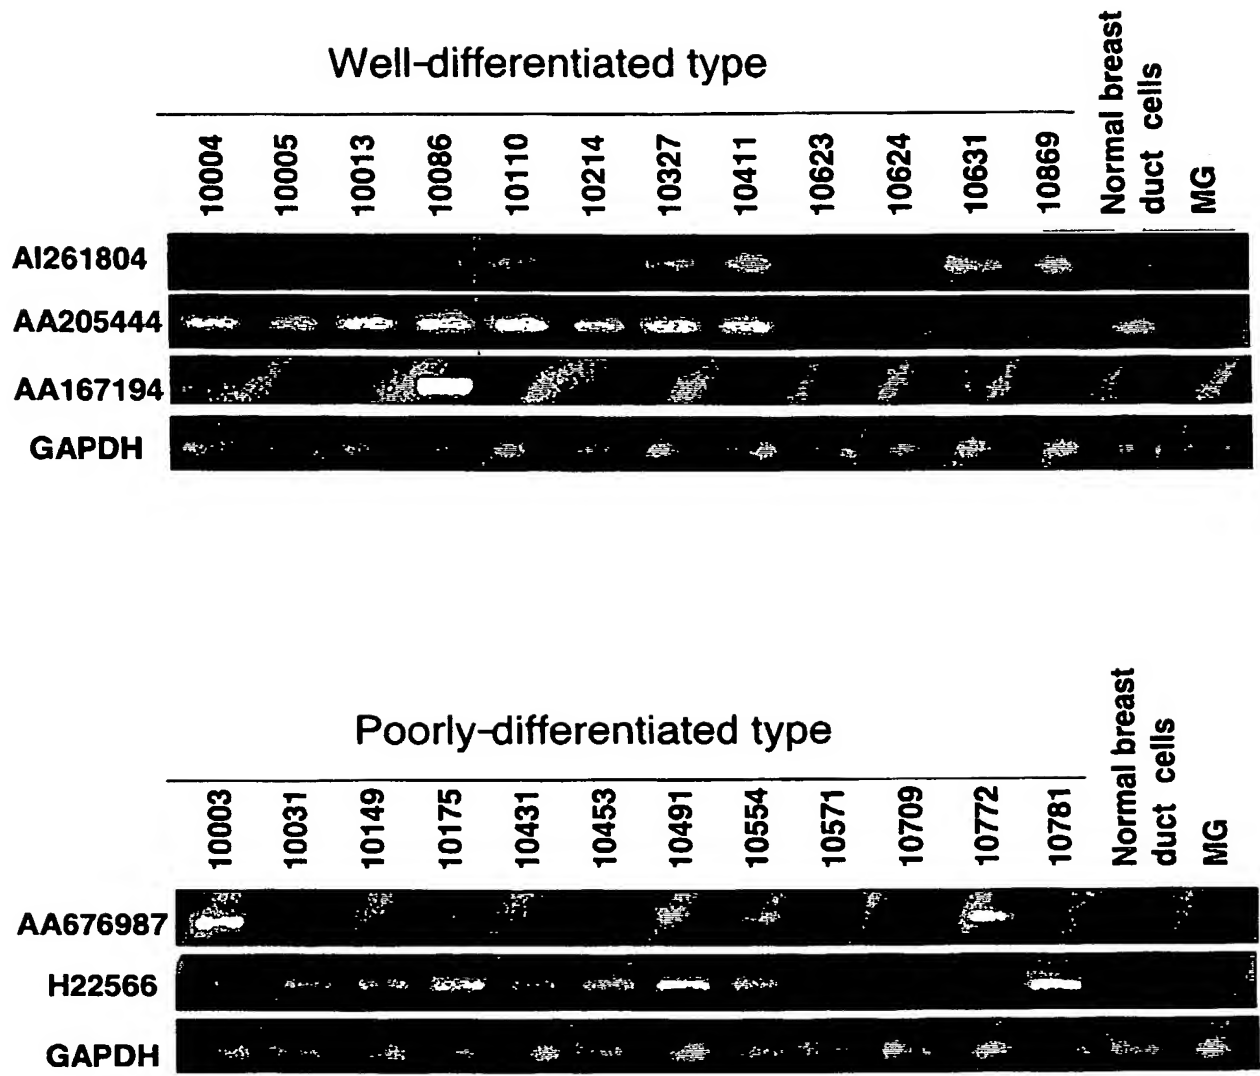 Well-differentiated type
10004 10005 10013 10086 10110 10214 10327 10411 10623 10624 10631 10869 Normal breast duct cells MG
AI261804
AA205444
AA167194
GAPDH
Poorly-differentiated type
10003 10031 10149 10175 10431 10453 10491 10554 10571 10709 10772 10781 Normal breast duct cells MG
AA676987
H22566
GAPDH